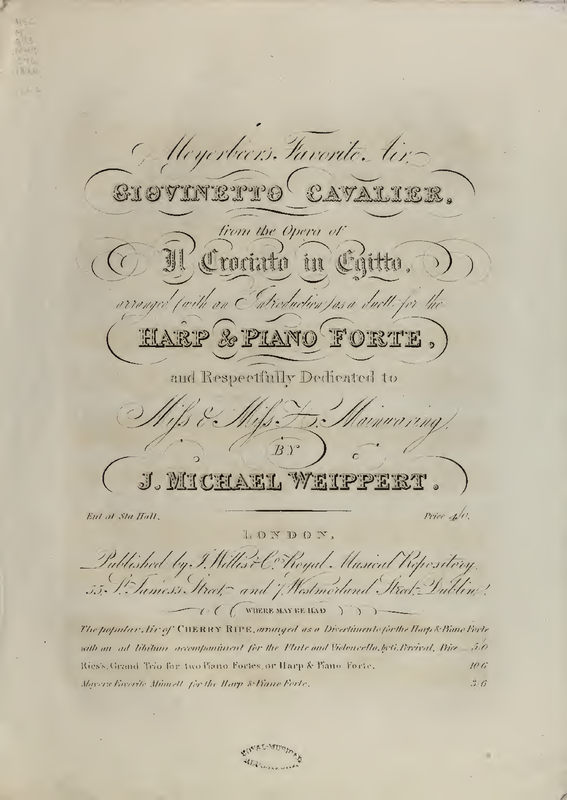 Meyerbeer's Favorite Air,
GIOVINETTO CAVALIER,
from the Opera of
Il Crociato in Egitto,
arranged (with an Introduction) as a duett for the
HARP & PIANO FORTE,
and Respectfully Dedicated to
Miss & Miss Mainwaring,
BY
J. MICHAEL WEIPPERT.
Ent. at Sta. Hall. Price 4/0.
LONDON,
Published by J. Willis & Co. Royal Musical Repository,
55, St. James's Street, and 7, Westmorland Street, Dublin,
WHERE MAY BE HAD
The popular Air of CHERRY RIPE, arranged as a Divertimento for the Harp & Piano Forte
with an ad libitum accompaniment for the Flute and Violoncello, by G. Percival, Price 5/0
Ries's, Grand Trio for two Piano Fortes, or Harp & Piano Forte. 10/6
Favorite for the Harp & Piano Forte. 3/6
ROYAL MUSICAL
REPOSITORY